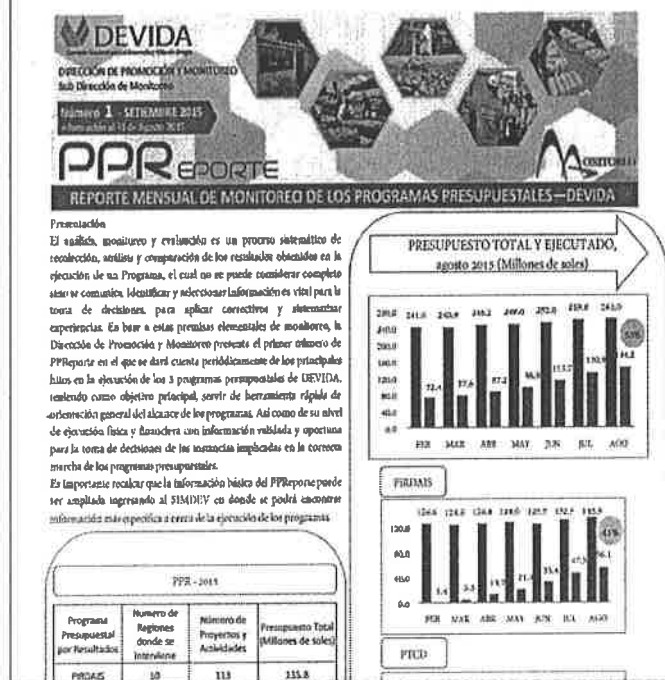 DEVIDA
DIRECCIÓN DE PROMOCIÓN Y MONITOREO
Sub Dirección de Monitoreo
Número 1 - SETIEMBRE 2015
PPREPORTE
MONITOREO
REPORTE MENSUAL DE MONITOREO DE LOS PROGRAMAS PRESUPUESTALES—DEVIDA
Presentación
El análisis, monitoreo y evaluación es un proceso sistemático de
recolección, análisis y comparación de los resultados obtenidos en la
ejecución de un Programa, el cual no se puede considerar completo
sino se comunica. Identificar y seleccionar información es vital para la
toma de decisiones, para aplicar correctivos y sistematizar
experiencias. En base a estas premisas elementales de monitoreo, la
Dirección de Promoción y Monitoreo presenta el primer número de
PPReporte en el que se dará cuenta periódicamente de los principales
hitos en la ejecución de los 3 programas presupuestales de DEVIDA,
teniendo como objetivo principal, servir de herramienta rápida de
orientación general del alcance de los programas. Así como de su nivel
de ejecución física y financiera con información validada y oportuna
para la toma de decisiones de las instancias implicadas en la correcta
marcha de los programas presupuestales.
Es importante recalcar que la información básica del PPReporte puede
ser ampliada ingresando al SIMDEV en donde se podrá encontrar
información más específica a cerca de la ejecución de los programas.
PPR - 2015
Programa Presupuestal por Resultados
Numero de Regiones donde se Interviene
Número de Proyectos y Actividades
Presupuesto Total (Millones de soles)
PIRDAIS 10 113 135.8
PRESUPUESTO TOTAL Y EJECUTADO,
agosto 2015 (Millones de soles)
FEB MAR ABR MAY JUN JUL AGO
PIRDAIS
FEB MAR ABR MAY JUN JUL AGO
PTCD